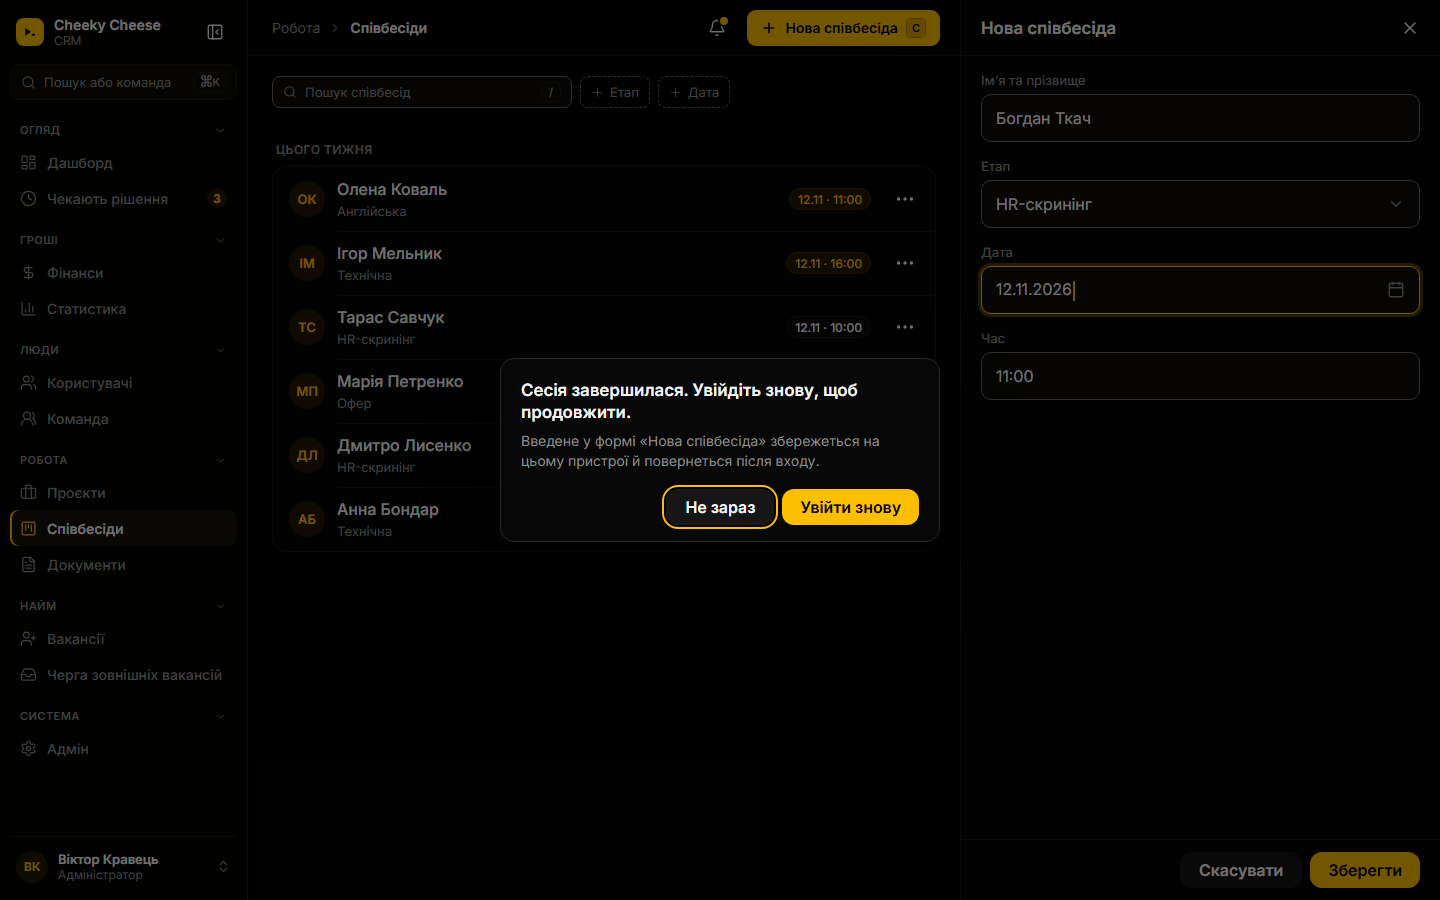 Cheeky Cheese
CRM
Пошук або команда
⌘K
ОГЛЯД
Дашборд
Чекають рішення
3
ГРОШІ
Фінанси
Статистика
ЛЮДИ
Користувачі
Команда
РОБОТА
Проєкти
Співбесіди
Документи
НАЙМ
Вакансії
Черга зовнішніх вакансій
СИСТЕМА
Адмін
ВК
Віктор Кравець
Адміністратор
Робота
Співбесіди
Нова співбесіда
C
Пошук співбесід
/
Етап
Дата
ЦЬОГО ТИЖНЯ
ОК
Олена Коваль
Англійська
12.11 · 11:00
ІМ
Ігор Мельник
Технічна
12.11 · 16:00
ТС
Тарас Савчук
HR-скринінг
12.11 · 10:00
МП
Марія Петренко
Офер
ДЛ
Дмитро Лисенко
HR-скринінг
АБ
Анна Бондар
Технічна
Сесія завершилася. Увійдіть знову, щоб
продовжити.
Введене у формі «Нова співбесіда» збережеться на
цьому пристрої й повернеться після входу.
Не зараз
Увійти знову
Нова співбесіда
Ім’я та прізвище
Богдан Ткач
Етап
HR-скринінг
Дата
12.11.2026
Час
11:00
Скасувати
Зберегти